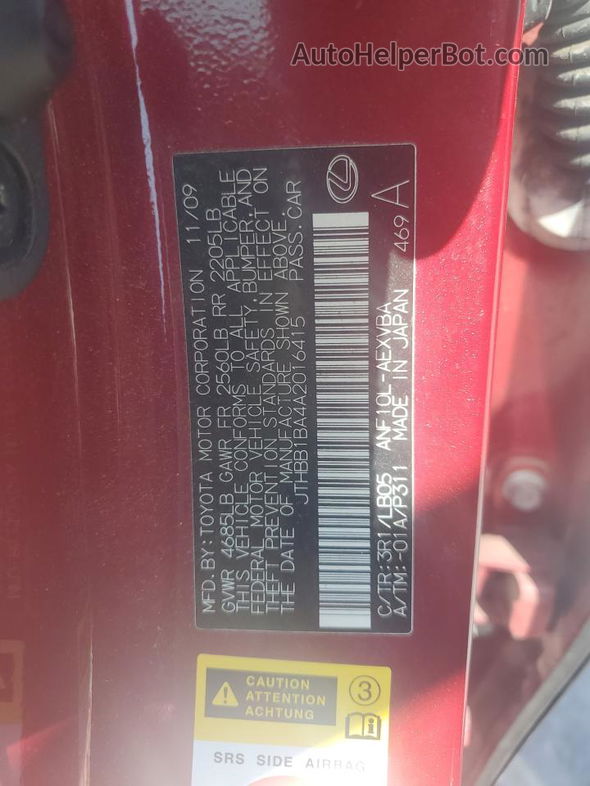 AutoHelperBot.com
MFD.BY:TOYOTA MOTOR CORPORATION 11/09
GVWR 4685LB GAWR FR 2560LB RR 2205LB
THIS VEHICLE CONFORMS TO ALL APPLICABLE
FEDERAL MOTOR VEHICLE SAFETY, BUMPER,AND
THEFT PREVENTION STANDARDS IN EFFECT ON
THE DATE OF MANUFACTURE SHOWN ABOVE.
JTHBB1BA4A2016415 PASS.CAR
C/TR:3R1/LB05 ANF10L-AEXVBA
A/TM:-01A/P311 MADE IN JAPAN 469 A
CAUTION
ATTENTION
ACHTUNG
3
SRS SIDE AIRBAG